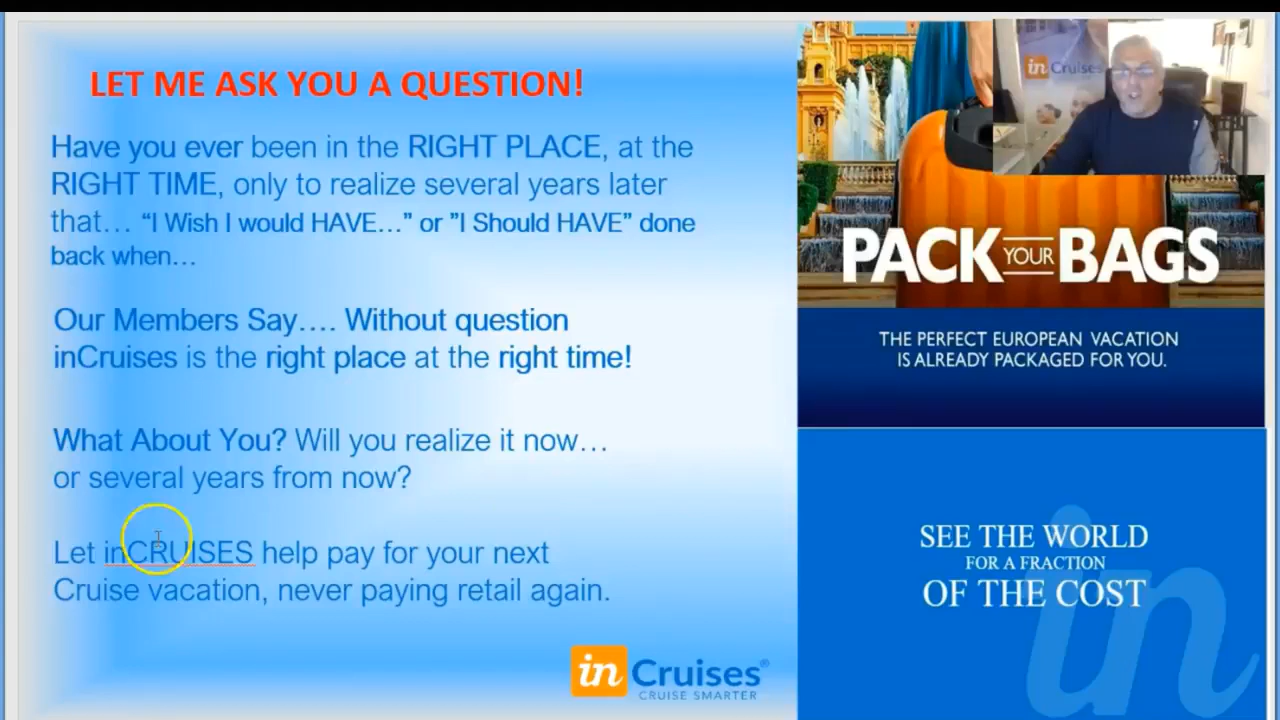 LET ME ASK YOU A QUESTION!
Have you ever been in the RIGHT PLACE, at the
RIGHT TIME, only to realize several years later
that… “I Wish I would HAVE…” or ”I Should HAVE” done
back when…
Our Members Say…. Without question
inCruises is the right place at the right time!
What About You? Will you realize it now…
or several years from now?
Let inCRUISES help pay for your next
Cruise vacation, never paying retail again.
in Cruises®
CRUISE SMARTER
in Cruises
PACK YOUR BAGS
THE PERFECT EUROPEAN VACATION
IS ALREADY PACKAGED FOR YOU.
SEE THE WORLD
FOR A FRACTION
OF THE COST
in